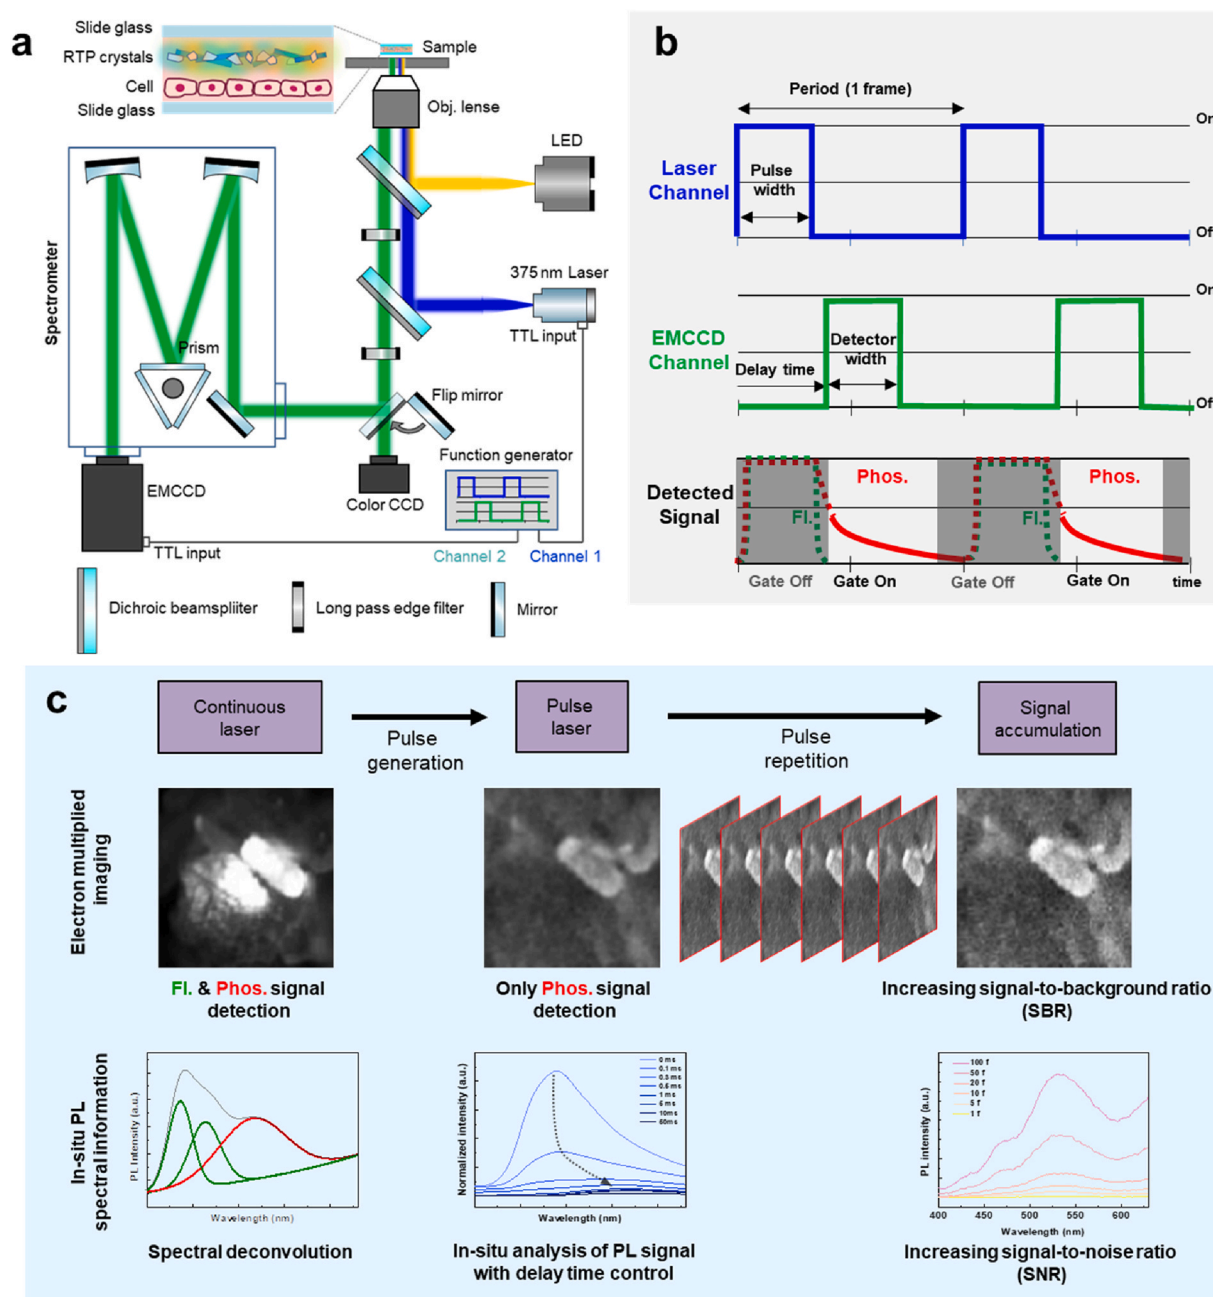 a
Slide glass
RTP crystals
Cell
Slide glass
Sample
Obj. lense
LED
375 nm Laser
TTL input
Spectrometer
Prism
Flip mirror
Function generator
EMCCD
Color CCD
TTL input
Channel 2
Channel 1
Dichroic beamspliiter
Long pass edge filter
Mirror
b
Period (1 frame)
On
Laser
Channel
Pulse
width
Off
On
EMCCD
Channel
Detector
width
Delay time
Off
Detected
Signal
Phos.
Phos.
Fl.
Fl.
Gate Off
Gate On
Gate Off
Gate On
time
c
Continuous
laser
Pulse
generation
Pulse
laser
Pulse
repetition
Signal
accumulation
Electron multiplied
imaging
Fl. & Phos. signal
detection
Only Phos. signal
detection
Increasing signal-to-background ratio
(SBR)
In-situ PL
spectral information
PL Intensity (a.u.)
Wavelength (nm)
Spectral deconvolution
Normalized intensity (a.u.)
0 ms
0.1 ms
0.3 ms
0.5 ms
1 ms
5 ms
10ms
50ms
Wavelength (nm)
In-situ analysis of PL signal
with delay time control
PL intensity (a.u.)
100 f
50 f
20 f
10 f
5 f
1 f
400 450 500 550 600
Wavelength (nm)
Increasing signal-to-noise ratio
(SNR)